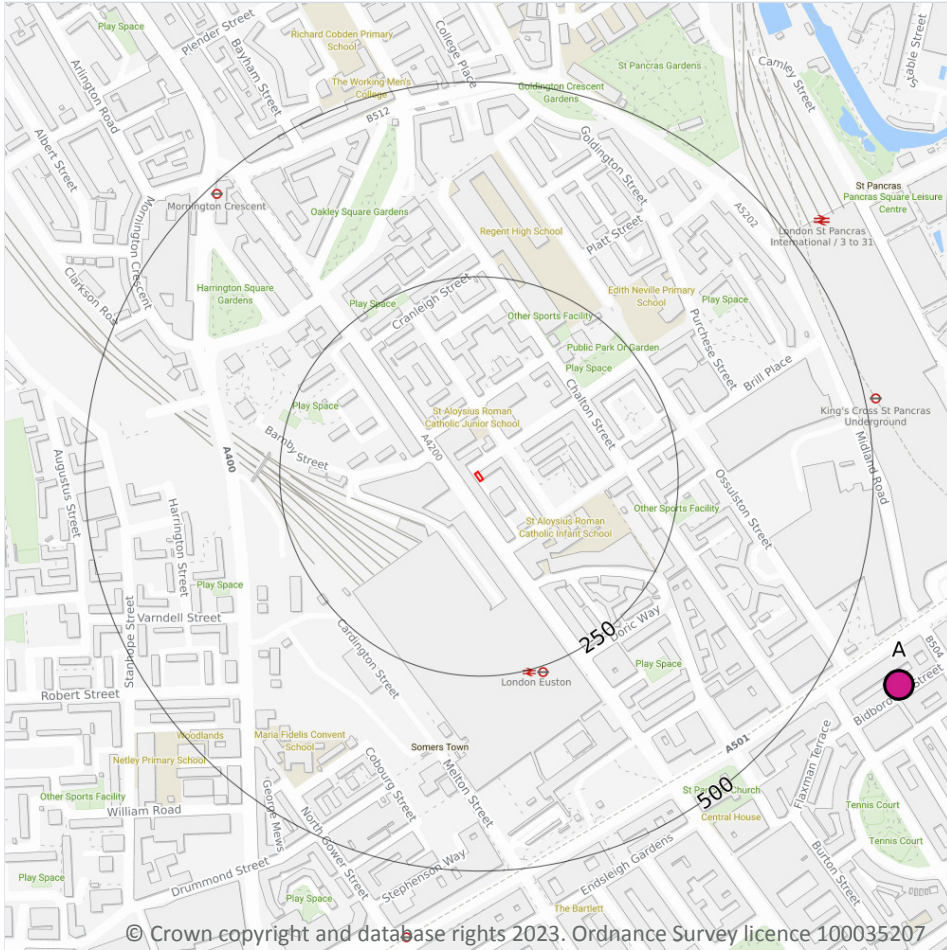 Play Space
Plender Street
Bayham Street
Richard Cobden Primary
School
College Place
The Working Men's
College
B512
Goldington Crescent
Gardens
St Pancras Gardens
Camley Street
Arlington Road
Albert Street
Mornington Crescent
Mornington Crescent
Oakley Square Gardens
Goldington Street
Regent High School
Platt Street
A5202
St Pancras
Pancras Square Leisure
Centre
London St Pancras
International / 3 to 31
Clarkson Row
Harrington Square
Gardens
Play Space
Cranleigh Street
Other Sports Facility
Edith Neville Primary
School
Play Space
Purchese Street
Public Park Or Garden
Play Space
Brill Place
Chalton Street
King's Cross St Pancras
Underground
Play Space
St Aloysius Roman
Catholic Junior School
A4200
Barnby Street
A400
Augustus Street
Harrington Street
Midland Road
Ossulston Street
Other Sports Facility
St Aloysius Roman
Catholic Infant School
Play Space
Varndell Street
Stanhope Street
Cardington Street
Doric Way
250
Play Space
London Euston
B504
A
Robert Street
Woodlands
Netley Primary School
Maria Fidelis Convent
School
Somers Town
A501
Flaxman Terrace
Other Sports Facility
William Road
George Mews
Cobourg Street
Melton Street
500
Central House
Tennis Court
Tennis Court
North Gower Street
Drummond Street
Stephenson Way
Endsleigh Gardens
Burton Street
Play Space
Play Space
The Bartlett
© Crown copyright and database rights 2023. Ordnance Survey licence 100035207